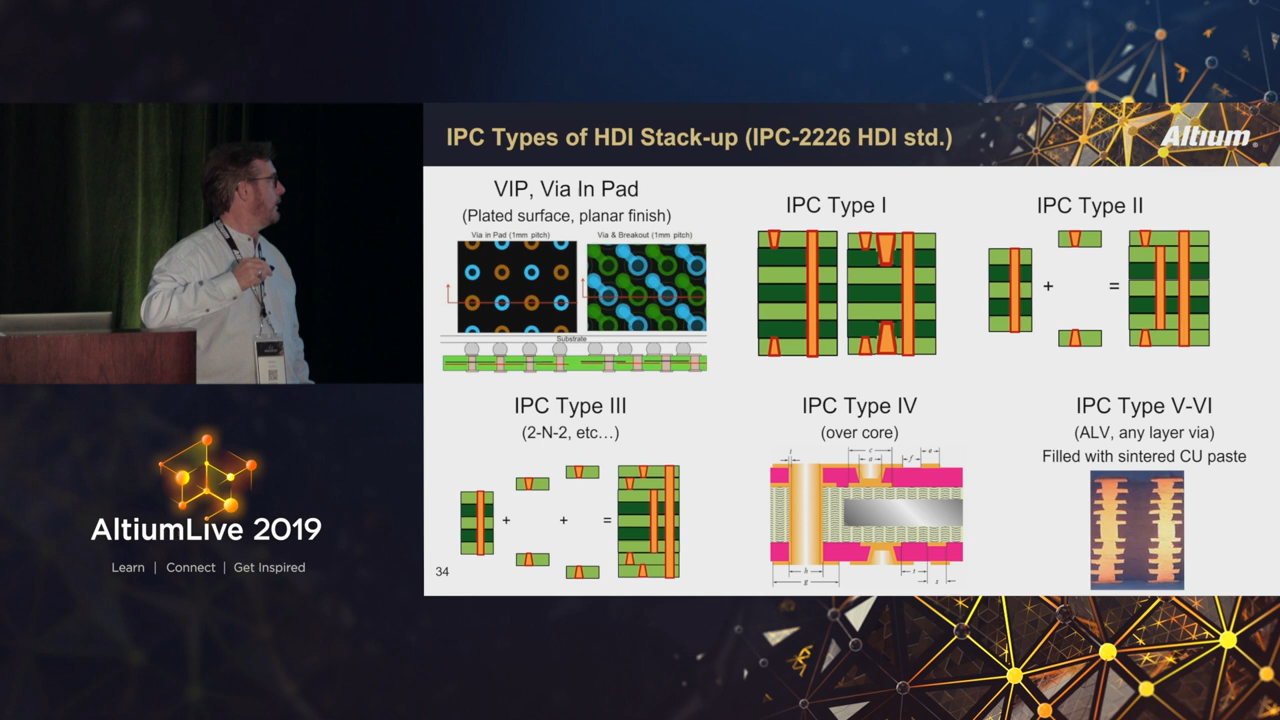 IPC Types of HDI Stack-up (IPC-2226 HDI std.)
Altium
VIP, Via In Pad
(Plated surface, planar finish)
Via in Pad (1mm pitch)
Via & Breakout (1mm pitch)
Substrate
IPC Type I
IPC Type II
+
=
IPC Type III
(2-N-2, etc…)
+
+
=
IPC Type IV
(over core)
IPC Type V-VI
(ALV, any layer via)
Filled with sintered CU paste
34
AltiumLive 2019
Learn | Connect | Get Inspired